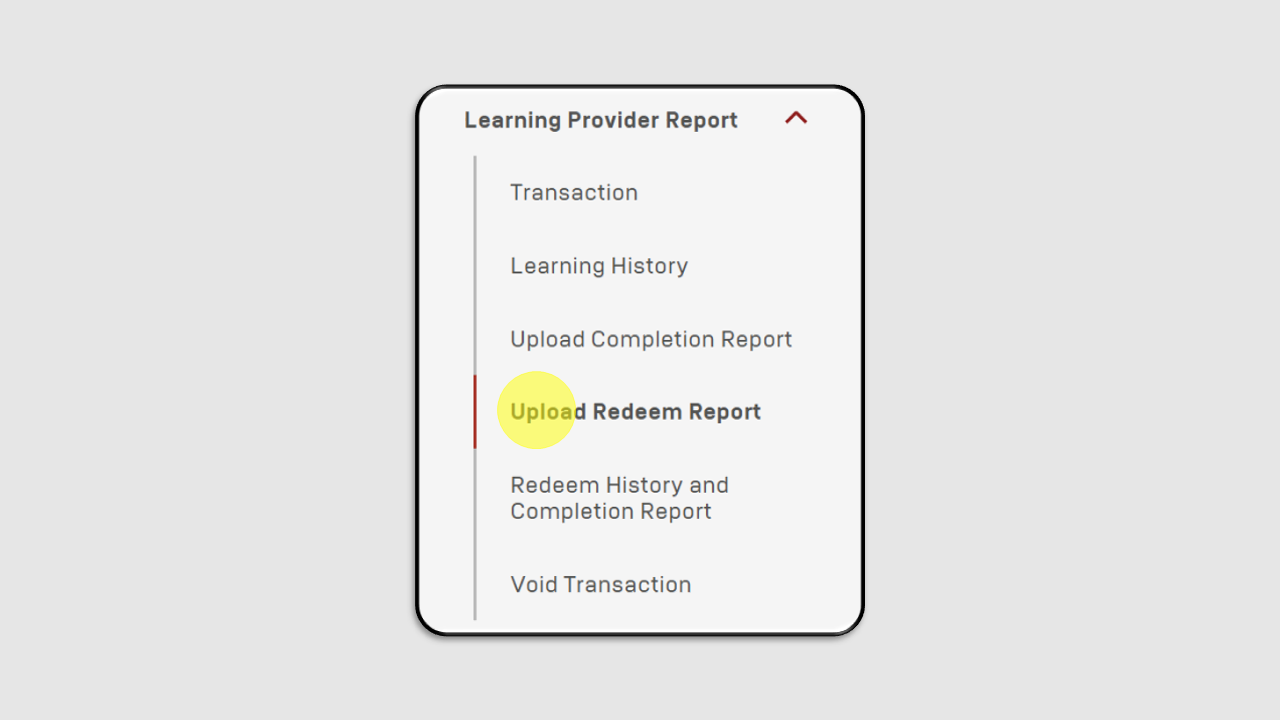 Learning Provider Report
Transaction
Learning History
Upload Completion Report
Upload Redeem Report
Redeem History and
Completion Report
Void Transaction